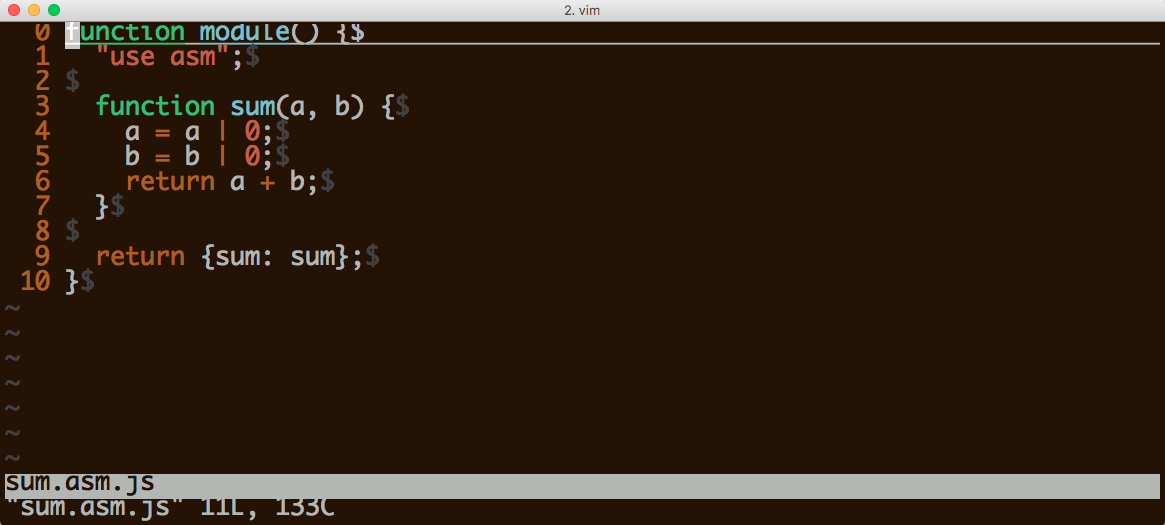 2. vim
0 function module() {$
1   "use asm";$
2 $
3   function sum(a, b) {$
4     a = a | 0;$
5     b = b | 0;$
6     return a + b;$
7   }$
8 $
9   return {sum: sum};$
10 }$
~
~
~
~
~
~
~
sum.asm.js
"sum.asm.js" 11L, 133C